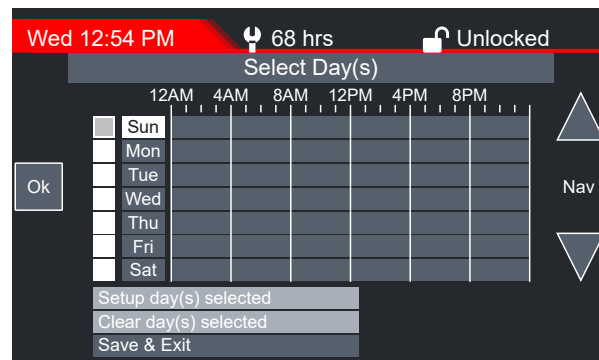 Wed 12:54 PM 68 hrs Unlocked
Select Day(s)
12AM 4AM 8AM 12PM 4PM 8PM
Sun
Mon
Tue
Ok Wed Nav
Thu
Fri
Sat
Setup day(s) selected
Clear day(s) selected
Save & Exit